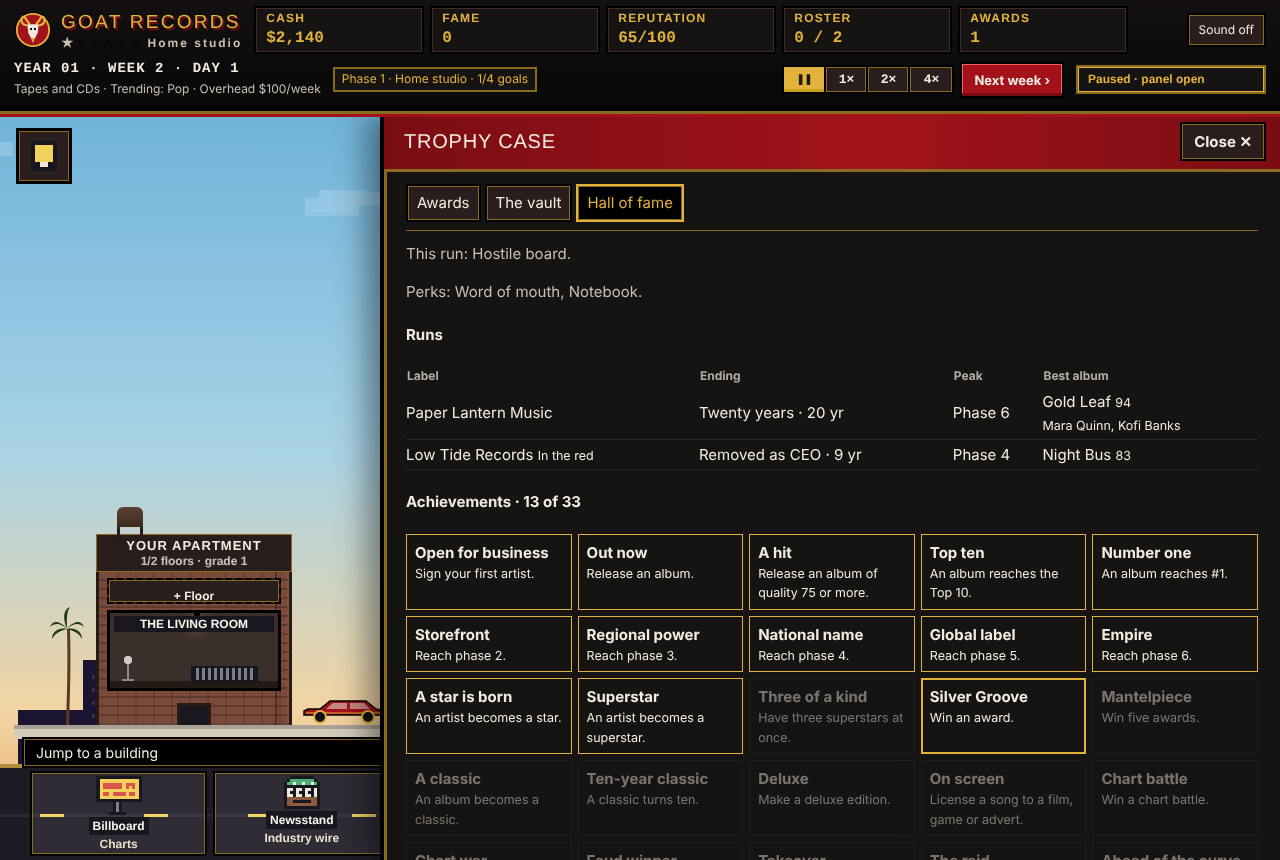 GOAT RECORDS
★★★★★★ Home studio
CASH
$2,140
FAME
0
REPUTATION
65/100
ROSTER
0 / 2
AWARDS
1
Sound off
YEAR 01 · WEEK 2 · DAY 1
Tapes and CDs · Trending: Pop · Overhead $100/week
Phase 1 · Home studio · 1/4 goals
1×
2×
4×
Next week ›
Paused · panel open
TROPHY CASE
Close ✕
Awards
The vault
Hall of fame
This run: Hostile board.
Perks: Word of mouth, Notebook.
Runs
Label
Ending
Peak
Best album
Paper Lantern Music
Twenty years · 20 yr
Phase 6
Gold Leaf 94
Mara Quinn, Kofi Banks
Low Tide Records In the red
Removed as CEO · 9 yr
Phase 4
Night Bus 83
Achievements · 13 of 33
Open for business
Sign your first artist.
Out now
Release an album.
A hit
Release an album of
quality 75 or more.
Top ten
An album reaches the
Top 10.
Number one
An album reaches #1.
Storefront
Reach phase 2.
Regional power
Reach phase 3.
National name
Reach phase 4.
Global label
Reach phase 5.
Empire
Reach phase 6.
A star is born
An artist becomes a star.
Superstar
An artist becomes a
superstar.
Three of a kind
Have three superstars at
once.
Silver Groove
Win an award.
Mantelpiece
Win five awards.
A classic
An album becomes a
classic.
Ten-year classic
A classic turns ten.
Deluxe
Make a deluxe edition.
On screen
License a song to a film,
game or advert.
Chart battle
Win a chart battle.
Chart war
Feud winner
Takeover
The raid
Ahead of the curve
YOUR APARTMENT
1/2 floors · grade 1
+ Floor
THE LIVING ROOM
Jump to a building
Billboard
Charts
Newsstand
Industry wire